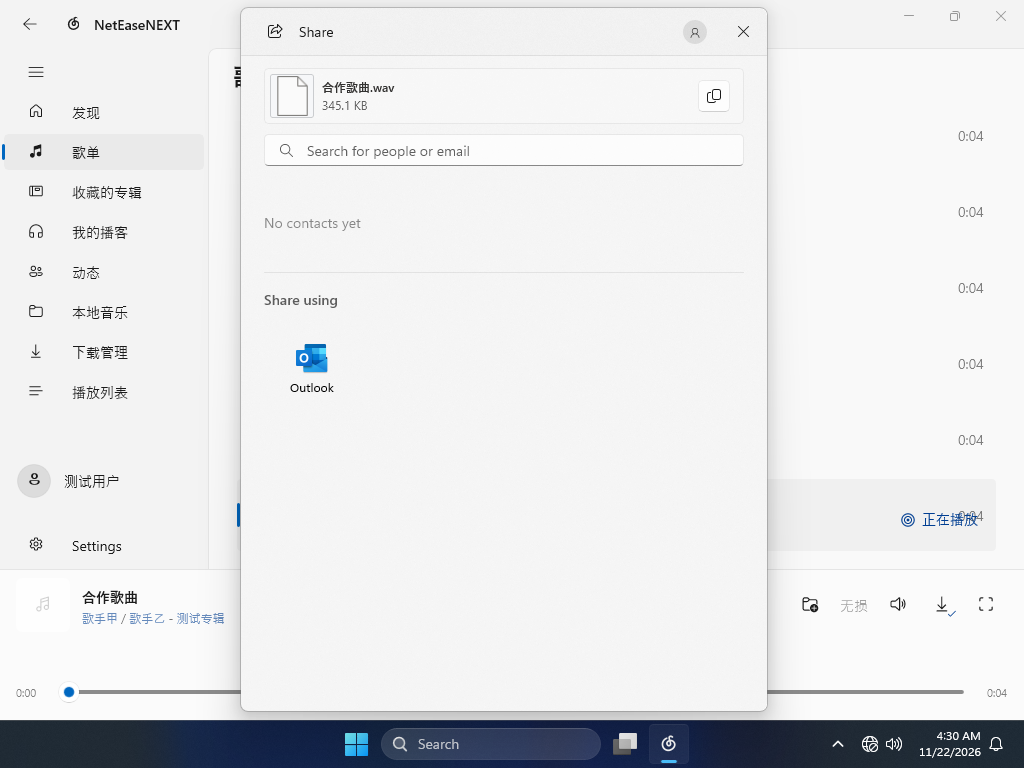 NetEaseNEXT
Share
合作歌曲.wav
345.1 KB
Search for people or email
No contacts yet
Share using
Outlook
发现
歌单
收藏的专辑
我的播客
动态
本地音乐
下载管理
播放列表
测试用户
Settings
0:04
0:04
0:04
0:04
0:04
0:04
正在播放
合作歌曲
歌手甲 / 歌手乙 - 测试专辑
无损
0:00
0:04
Search
4:30 AM
11/22/2026